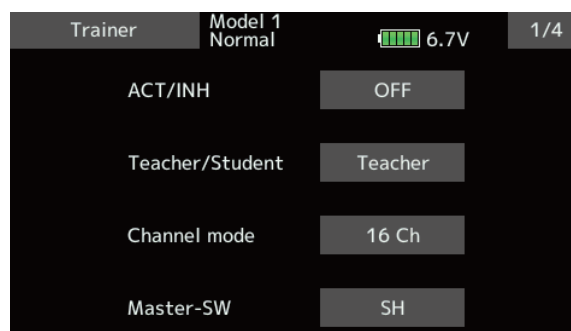 Trainer
Model 1
Normal
6.7V
1/4
ACT/INH OFF
Teacher/Student Teacher
Channel mode 16 Ch
Master-SW SH